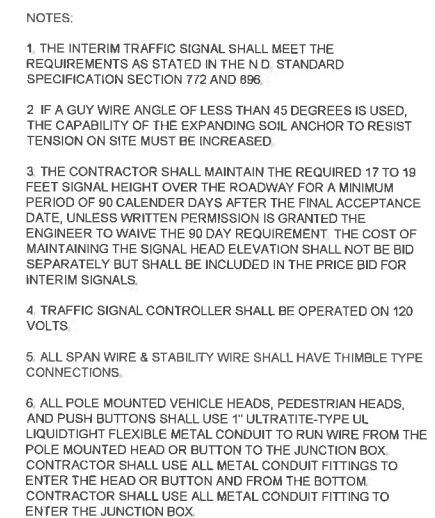 NOTES:
1. THE INTERIM TRAFFIC SIGNAL SHALL MEET THE
REQUIREMENTS AS STATED IN THE N.D. STANDARD
SPECIFICATION SECTION 772 AND 896.
2 IF A GUY WIRE ANGLE OF LESS THAN 45 DEGREES IS USED,
THE CAPABILITY OF THE EXPANDING SOIL ANCHOR TO RESIST
TENSION ON SITE MUST BE INCREASED.
3. THE CONTRACTOR SHALL MAINTAIN THE REQUIRED 17 TO 19
FEET SIGNAL HEIGHT OVER THE ROADWAY FOR A MINIMUM
PERIOD OF 90 CALENDER DAYS AFTER THE FINAL ACCEPTANCE
DATE, UNLESS WRITTEN PERMISSION IS GRANTED THE
ENGINEER TO WAIVE THE 90 DAY REQUIREMENT. THE COST OF
MAINTAINING THE SIGNAL HEAD ELEVATION SHALL NOT BE BID
SEPARATELY BUT SHALL BE INCLUDED IN THE PRICE BID FOR
INTERIM SIGNALS.
4. TRAFFIC SIGNAL CONTROLLER SHALL BE OPERATED ON 120
VOLTS.
5. ALL SPAN WIRE & STABILITY WIRE SHALL HAVE THIMBLE TYPE
CONNECTIONS.
6. ALL POLE MOUNTED VEHICLE HEADS, PEDESTRIAN HEADS,
AND PUSH BUTTONS SHALL USE 1" ULTRATITE-TYPE UL
LIQUIDTIGHT FLEXIBLE METAL CONDUIT TO RUN WIRE FROM THE
POLE MOUNTED HEAD OR BUTTON TO THE JUNCTION BOX.
CONTRACTOR SHALL USE ALL METAL CONDUIT FITTINGS TO
ENTER THE HEAD OR BUTTON AND FROM THE BOTTOM.
CONTRACTOR SHALL USE ALL METAL CONDUIT FITTING TO
ENTER THE JUNCTION BOX.